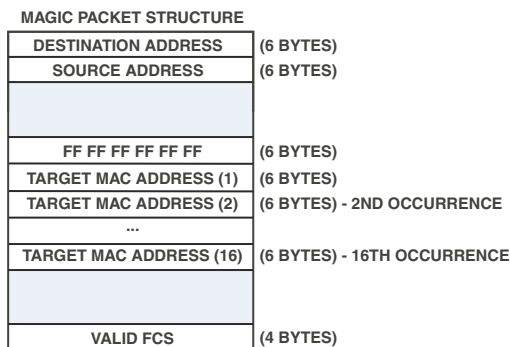 MAGIC PACKET STRUCTURE
DESTINATION ADDRESS (6 BYTES)
SOURCE ADDRESS (6 BYTES)
FF FF FF FF FF FF (6 BYTES)
TARGET MAC ADDRESS (1) (6 BYTES)
TARGET MAC ADDRESS (2) (6 BYTES) - 2ND OCCURRENCE
...
TARGET MAC ADDRESS (16) (6 BYTES) - 16TH OCCURRENCE
VALID FCS (4 BYTES)